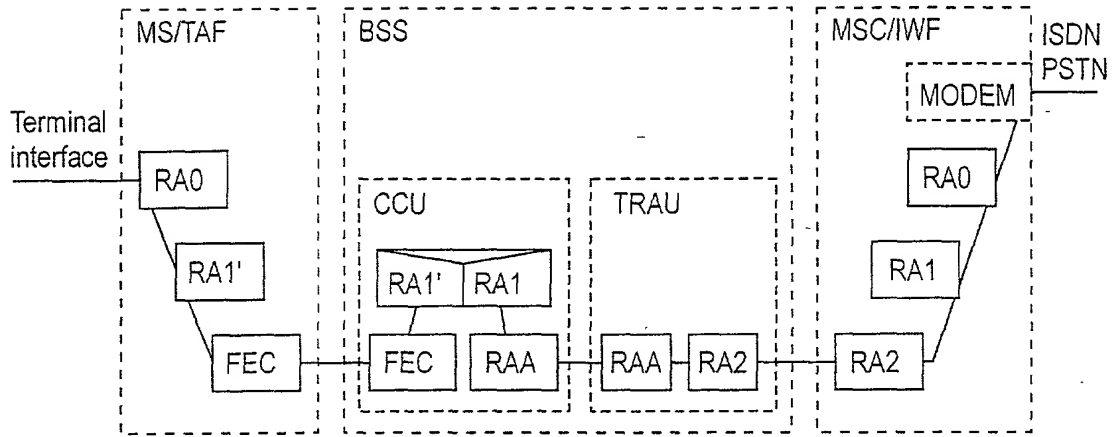 MS/TAF
BSS
MSC/IWF
ISDN
PSTN
MODEM
Terminal
interface
RA0
RA0
CCU
TRAU
RA1'
RA1'
RA1
RA1
FEC
FEC
RAA
RAA
RA2
RA2